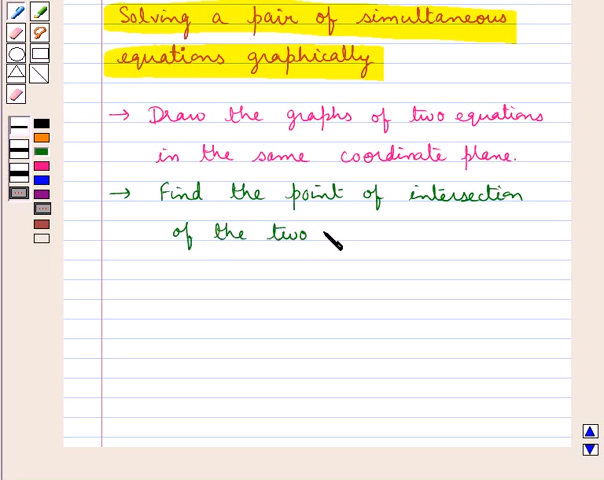 Solving a pair of simultaneous
equations graphically
→ Draw the graphs of two equations
in the same coordinate plane.
→ Find the point of intersection
of the two